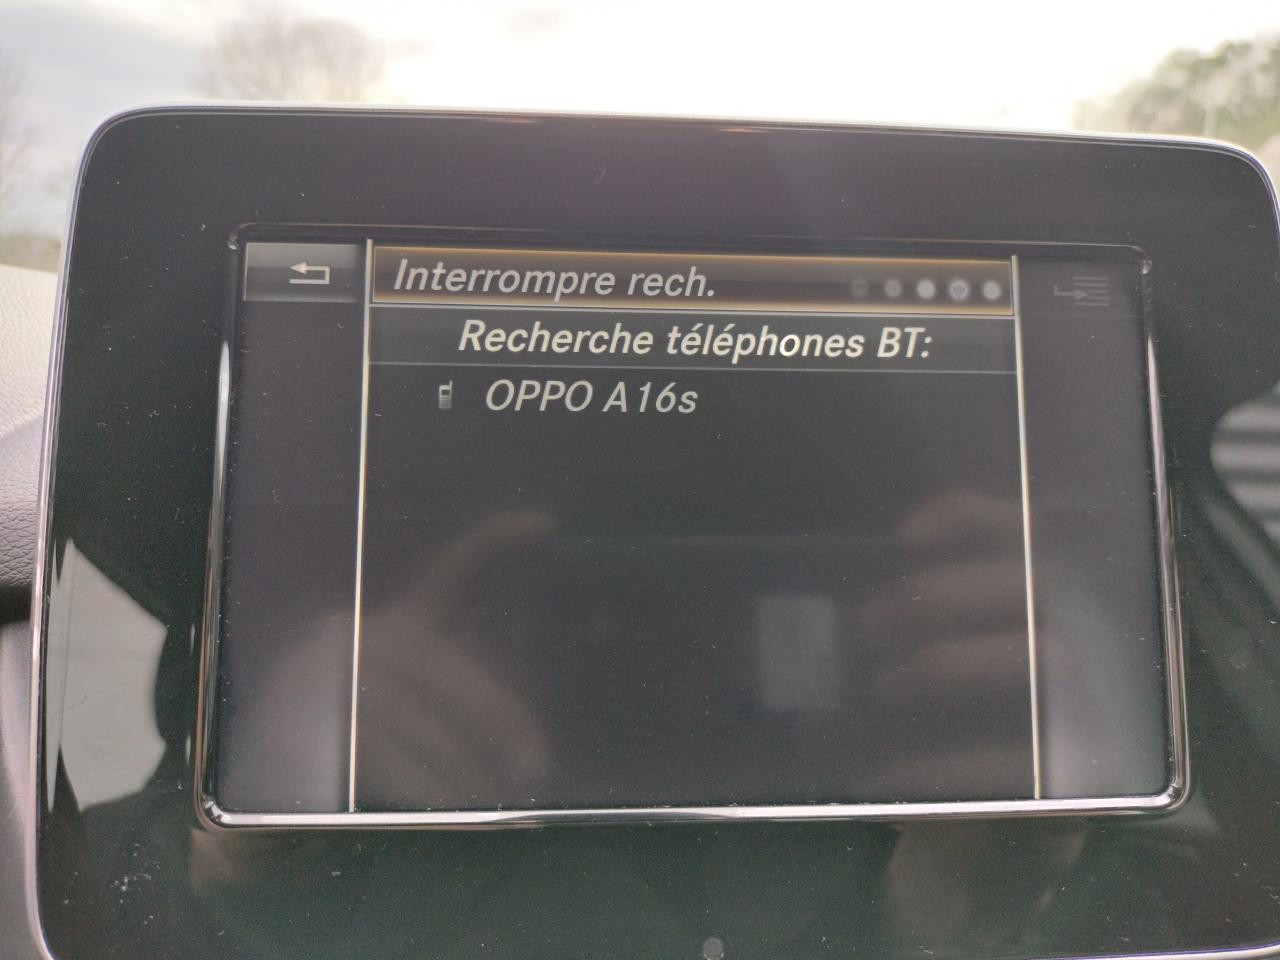 Interrompre rech.
Recherche téléphones BT:
OPPO A16s